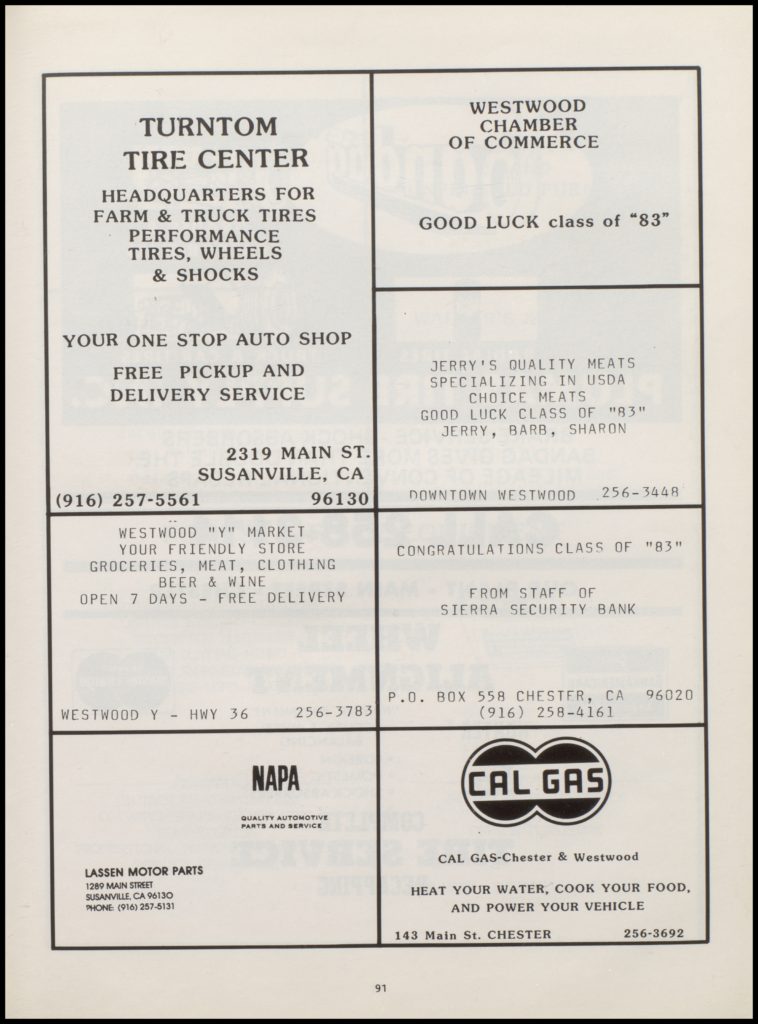 TURNTOM
TIRE CENTER
HEADQUARTERS FOR
FARM & TRUCK TIRES
PERFORMANCE
TIRES, WHEELS
& SHOCKS
YOUR ONE STOP AUTO SHOP
FREE PICKUP AND
DELIVERY SERVICE
2319 MAIN ST.
SUSANVILLE, CA
(916) 257-5561 96130
WESTWOOD
CHAMBER
OF COMMERCE
GOOD LUCK class of "83"
JERRY'S QUALITY MEATS
SPECIALIZING IN USDA
CHOICE MEATS
GOOD LUCK CLASS OF "83"
JERRY, BARB, SHARON
DOWNTOWN WESTWOOD 256-3448
WESTWOOD "Y" MARKET
YOUR FRIENDLY STORE
GROCERIES, MEAT, CLOTHING
BEER & WINE
OPEN 7 DAYS - FREE DELIVERY
WESTWOOD Y - HWY 36 256-3783
CONGRATULATIONS CLASS OF "83"
FROM STAFF OF
SIERRA SECURITY BANK
P.O. BOX 558 CHESTER, CA 96020
(916) 258-4161
NAPA
QUALITY AUTOMOTIVE
PARTS AND SERVICE
LASSEN MOTOR PARTS
1289 MAIN STREET
SUSANVILLE, CA 96130
PHONE: (916) 257-5131
CAL GAS
CAL GAS-Chester & Westwood
HEAT YOUR WATER, COOK YOUR FOOD,
AND POWER YOUR VEHICLE
143 Main St. CHESTER 256-3692
91